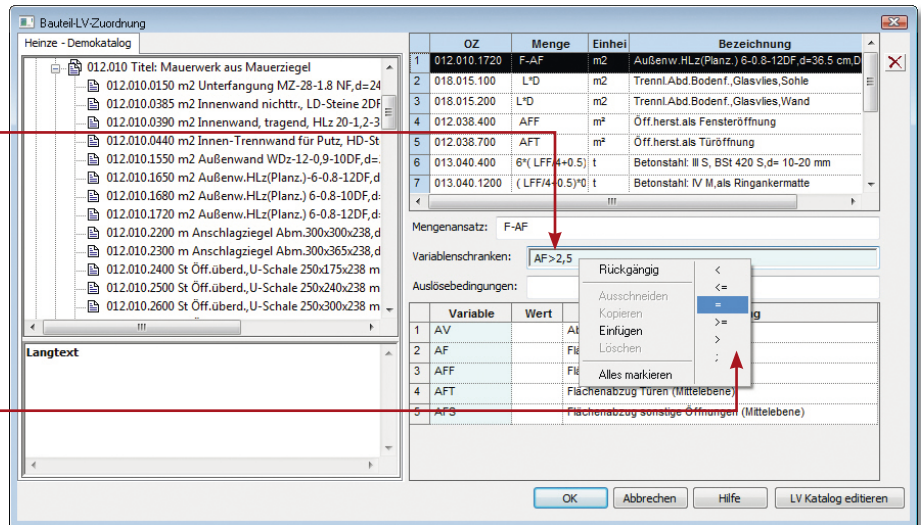 Bauteil-LV-Zuordnung
Heinze - Demokatalog
012.010 Titel: Mauerwerk aus Mauerziegel
012.010.0150 m2 Unterfangung MZ-28-1.8 NF,d=24
012.010.0385 m2 Innenwand nichttr., LD-Steine 2DF
012.010.0390 m2 Innenwand, tragend, HLz 20-1,2-3
012.010.0440 m2 Innen-Trennwand für Putz, HD-St
012.010.1550 m2 Außenwand WDz-12-0,9-10DF,d=.
012.010.1650 m2 Außenw.HLz(Planz.)-6-0.8-12DF,d
012.010.1680 m2 Außenw.HLz(Planz.) 6-0.8-10DF,d:
012.010.1720 m2 Außenw.HLz(Planz.) 6-0.8-12DF,d:
012.010.2200 m Anschlagziegel Abm.300x300x238,d
012.010.2300 m Anschlagziegel Abm.300x365x238,d
012.010.2400 St Öff.überd.,U-Schale 250x175x238 m
012.010.2500 St Öff.überd.,U-Schale 250x240x238 m
012.010.2600 St Öff.überd.,U-Schale 250x300x238 m
Langtext
OZ Menge Einhei Bezeichnung
1 012.010.1720 F-AF m2 Außenw.HLz(Planz.) 6-0.8-12DF,d=36.5 cm,D
2 018.015.100 L*D m2 Trennl.Abd.Bodenf.,Glasvlies,Sohle
3 018.015.200 L*D m2 Trennl.Abd.Bodenf.,Glasvlies,Wand
4 012.038.400 AFF m² Öff.herst.als Fensteröffnung
5 012.038.700 AFT m² Öff.herst.als Türöffnung
6 013.040.400 6*( LFF/4+0.5) t Betonstahl: III S, BSt 420 S,d= 10-20 mm
7 013.040.1200 ( LFF/4+0.5)*0 t Betonstahl: IV M,als Ringankermatte
Mengenansatz: F-AF
Variablenschranken: AF>2,5
Auslösebedingungen:
Rückgängig
Ausschneiden
Kopieren
Einfügen
Löschen
Alles markieren
<
<=
=
>=
>
;
Variable Wert g
1 AV Ab
2 AF Flä
3 AFF Flä
4 AFT Flächenabzug Türen (Mittelebene)
5 AFS Flächenabzug sonstige Öffnungen (Mittelebene)
OK Abbrechen Hilfe LV Katalog editieren